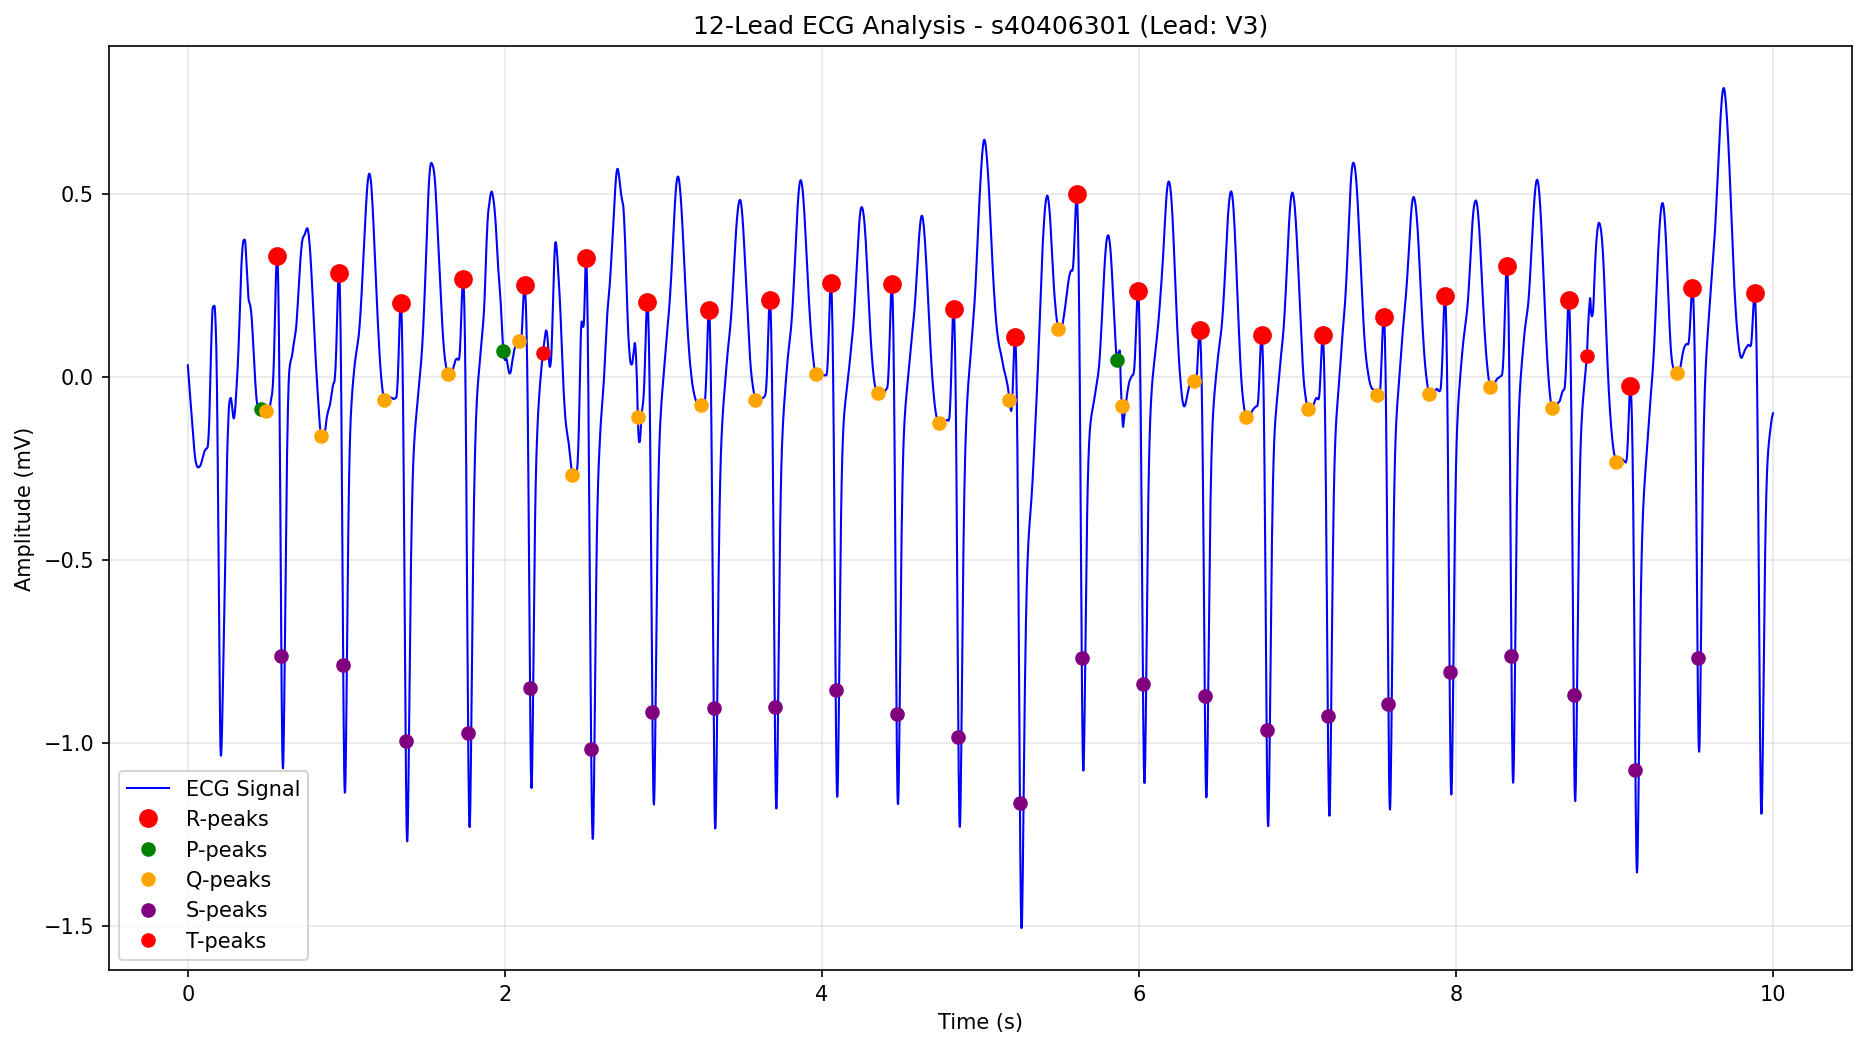 12-Lead ECG Analysis - s40406301 (Lead: V3)
Amplitude (mV)
0.5
0.0
−0.5
−1.0
−1.5
ECG Signal
R-peaks
P-peaks
Q-peaks
S-peaks
T-peaks
0 2 4 6 8 10
Time (s)